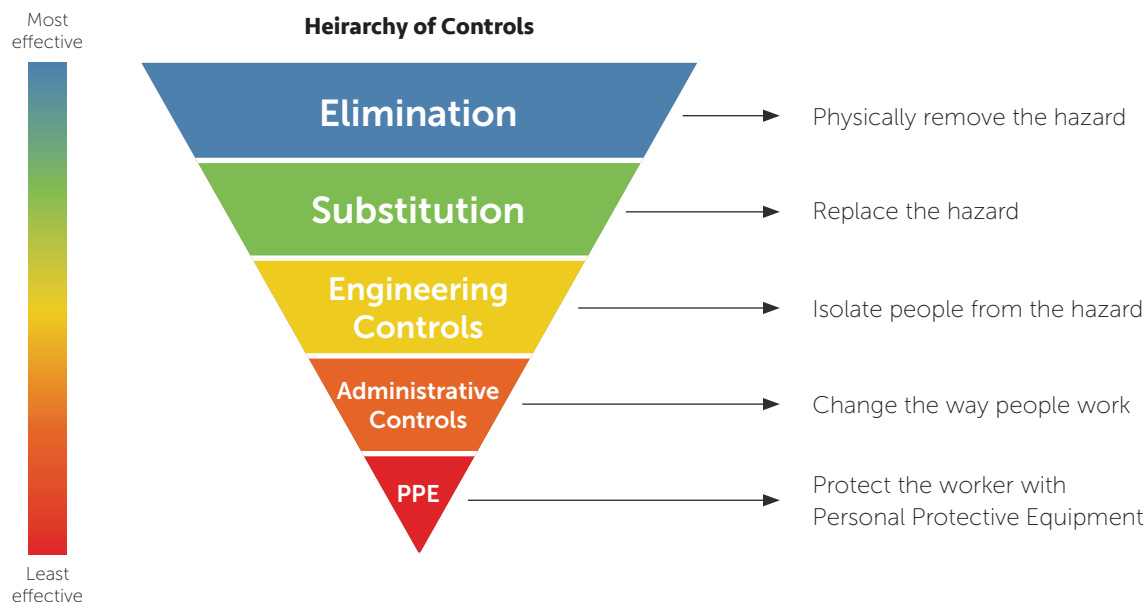 Most
effective
Heirarchy of Controls
Elimination
Physically remove the hazard
Substitution
Replace the hazard
Engineering
Controls
Isolate people from the hazard
Administrative
Controls
Change the way people work
PPE
Protect the worker with
Personal Protective Equipment
Least
effective